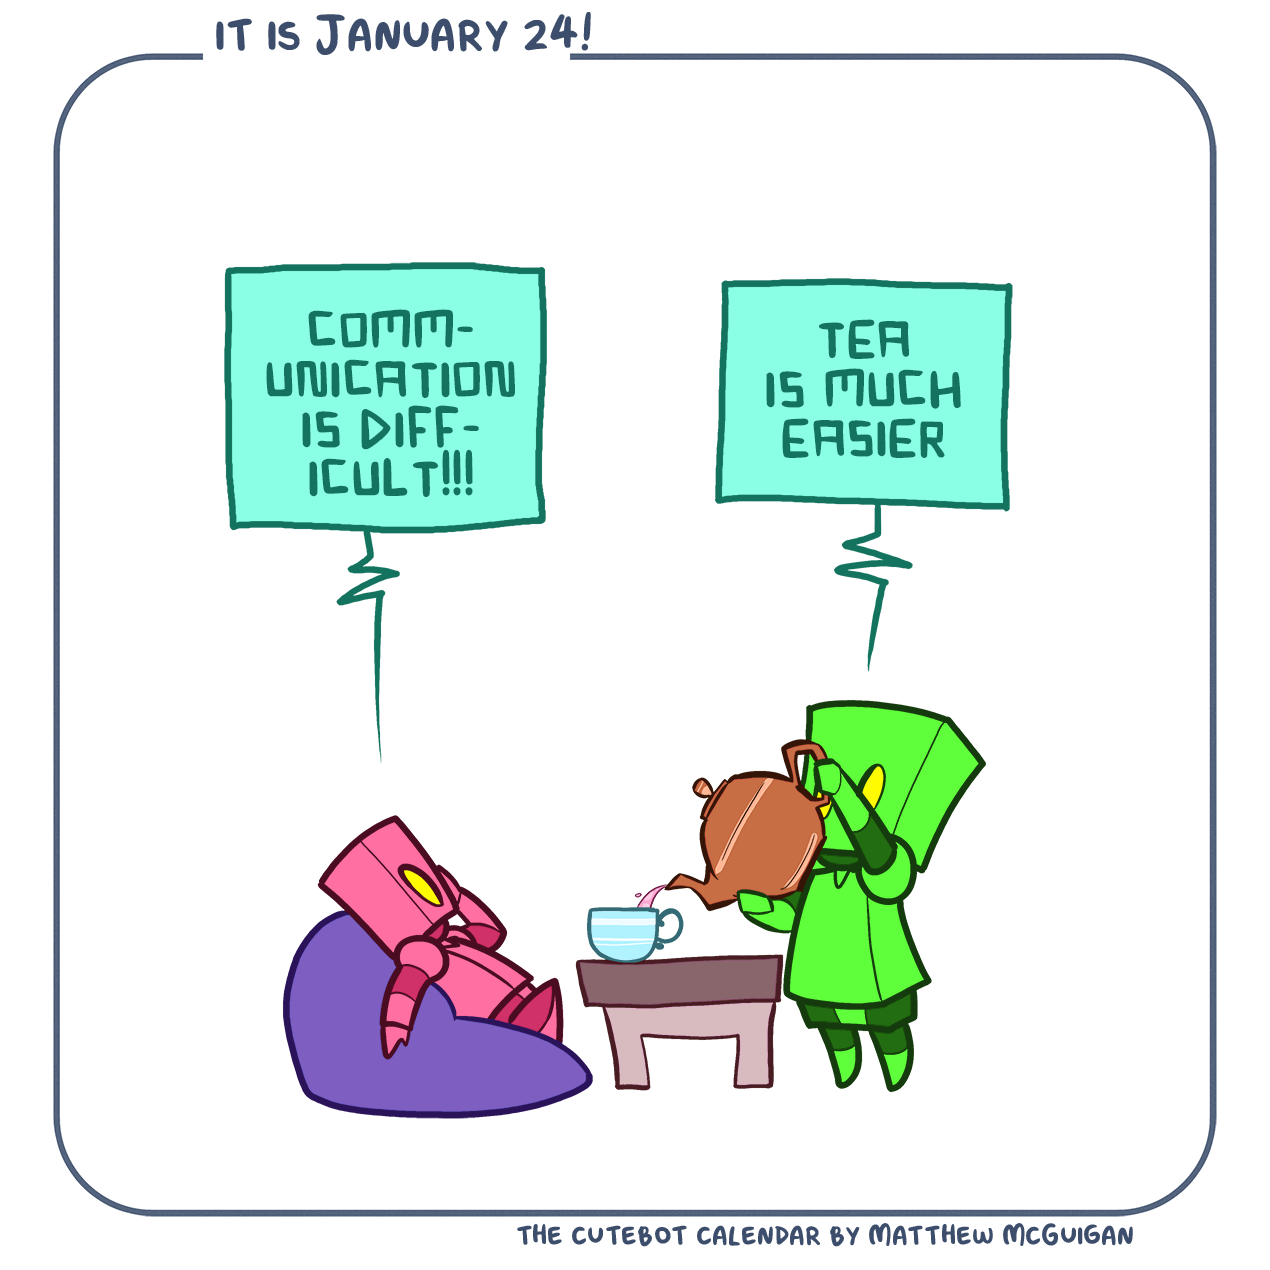 IT IS JANUARY 24!
COMM-
UNICATION
IS DIFF-
ICULT!!!
TEA
IS MUCH
EASIER
THE CUTEBOT CALENDAR BY MATTHEW MCGUIGAN